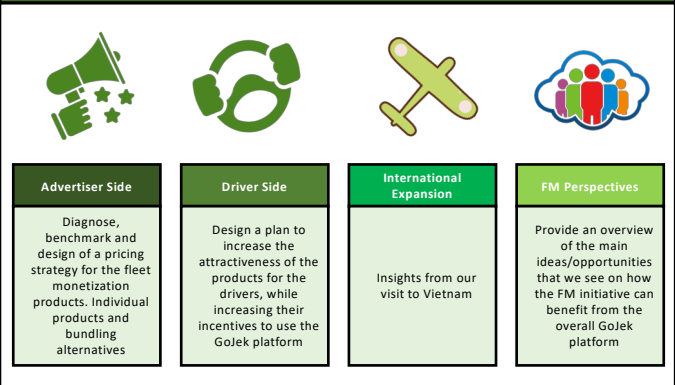 Advertiser Side
Diagnose,
benchmark and
design of a pricing
strategy for the fleet
monetization
products. Individual
products and
bundling
alternatives
Driver Side
Design a plan to
increase the
attractiveness of the
products for the
drivers, while
increasing their
incentives to use the
GoJek platform
International
Expansion
Insights from our
visit to Vietnam
FM Perspectives
Provide an overview
of the main
ideas/opportunities
that we see on how
the FM initiative can
benefit from the
overall GoJek
platform